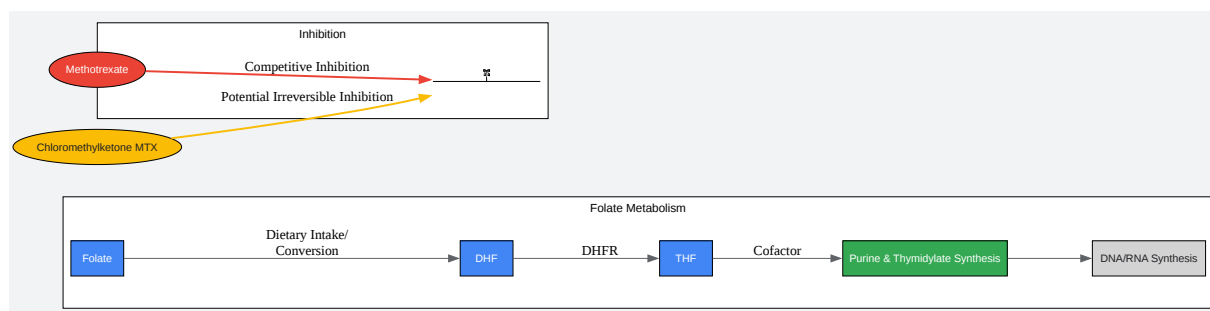 Inhibition
Methotrexate
Competitive Inhibition
Potential Irreversible Inhibition
Chloromethylketone MTX
Folate Metabolism
Dietary Intake/
Conversion
DHFR
Cofactor
Folate
DHF
THF
Purine & Thymidylate Synthesis
DNA/RNA Synthesis